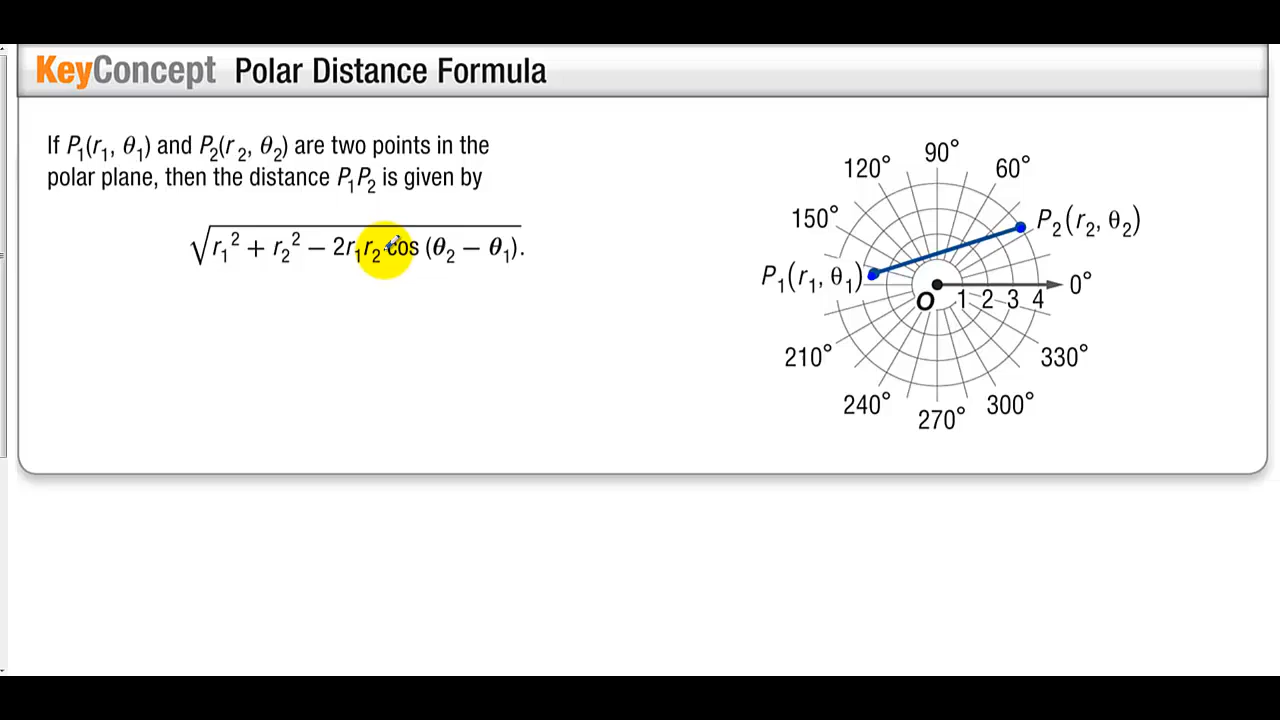 KeyConcept Polar Distance Formula
If P₁(r₁, θ₁) and P₂(r₂, θ₂) are two points in the
polar plane, then the distance P₁P₂ is given by
√(r₁² + r₂² − 2r₁r₂ cos (θ₂ − θ₁)).
90°
120°
60°
150°
P₂(r₂, θ₂)
P₁(r₁, θ₁)
0°
O
1 2 3 4
210°
330°
240°
300°
270°